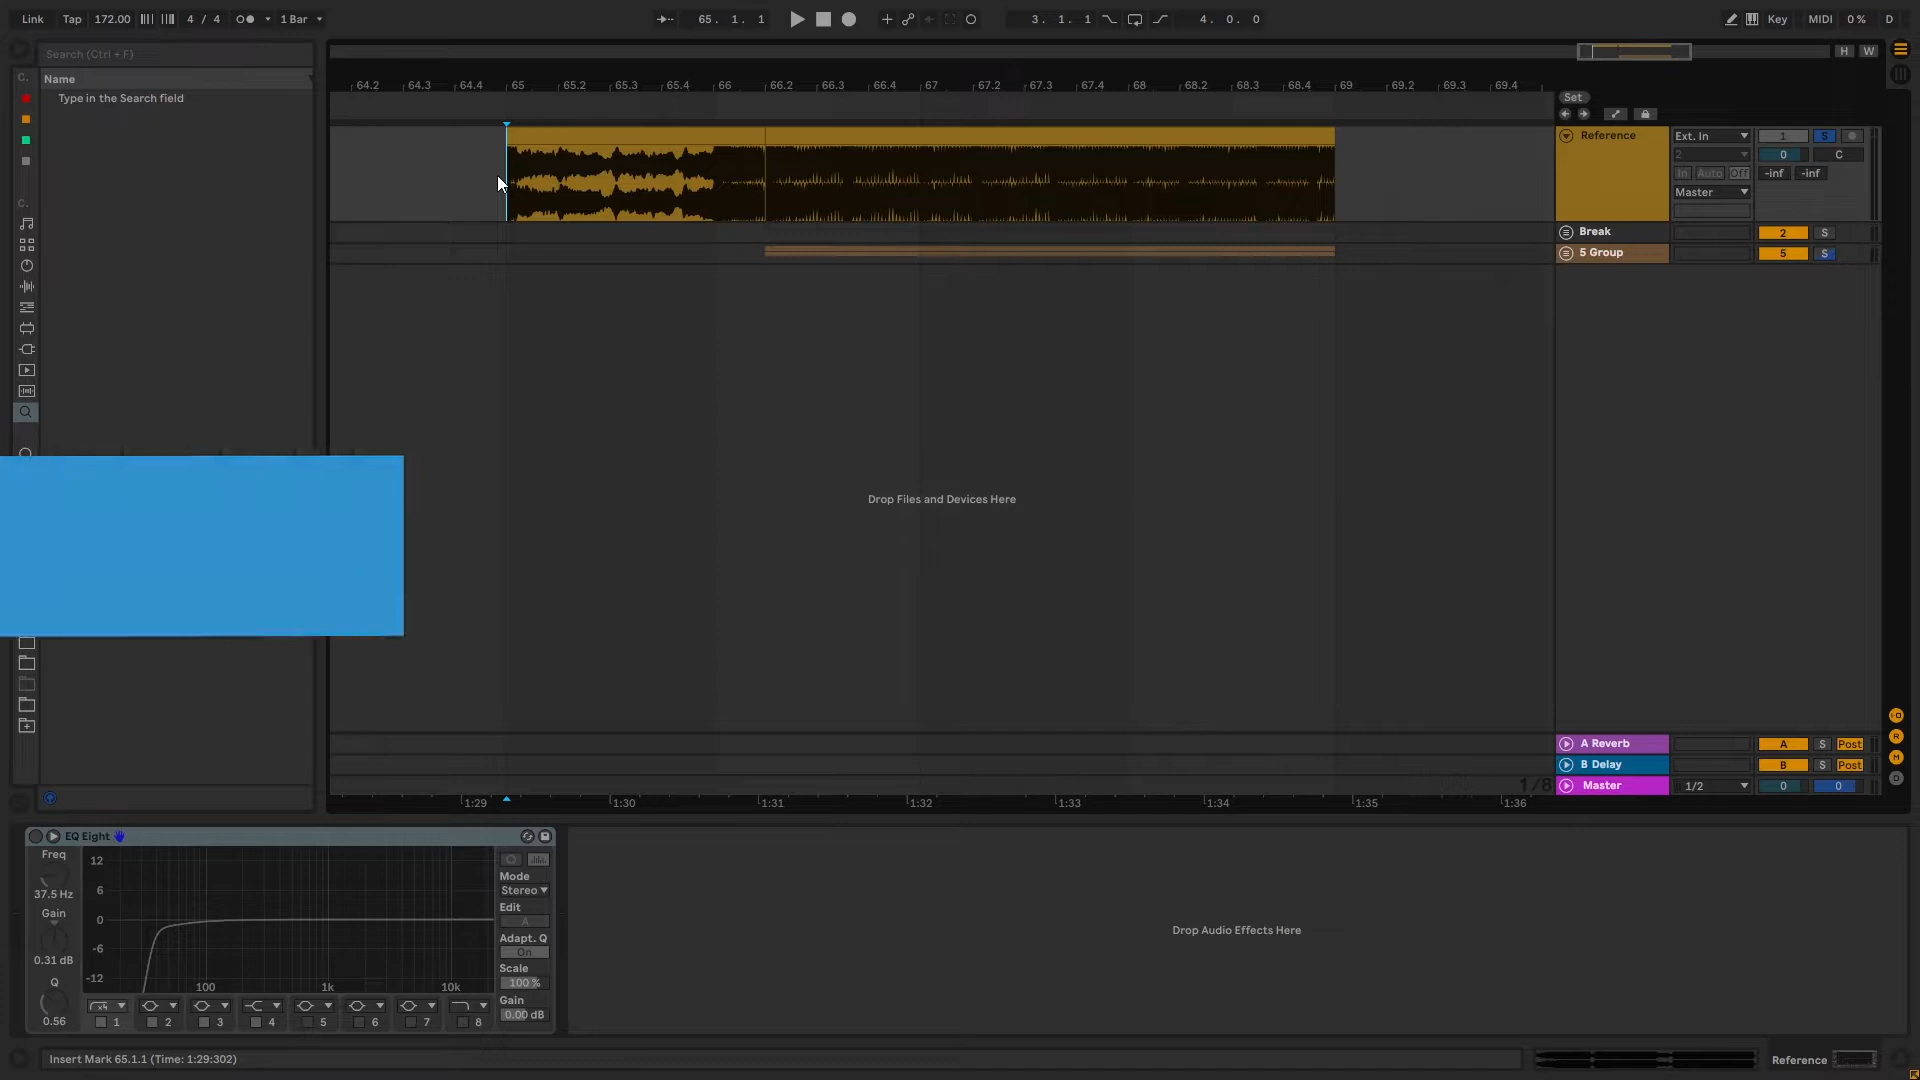 Link Tap 172.00 4 / 4 1 Bar 65. 1. 1 3. 1. 1 4. 0. 0 Key MIDI 0 % D
Search (Ctrl + F)
H W
C.
Name
Type in the Search field
64.2 64.3 64.4 65 65.2 65.3 65.4 66 66.2 66.3 66.4 67 67.2 67.3 67.4 68 68.2 68.3 68.4 69 69.2 69.3 69.4
Set
Reference Ext. In 1 S
2 0 C
In Auto Off -inf -inf
Master
C.
Break 2 S
5 Group 5 S
Drop Files and Devices Here
A Reverb A S Post
B Delay B S Post
Master 1/2 0 0
1/8
1:29 1:30 1:31 1:32 1:33 1:34 1:35 1:36
I·O
R
M
D
EQ Eight
Freq
37.5 Hz
Gain
0.31 dB
Q
0.56
12
6
0
-6
-12
100 1k 10k
Mode
Stereo
Edit
A
Adapt. Q
On
Scale
100 %
Gain
0.00 dB
x4
1 2 3 4 5 6 7 8
Drop Audio Effects Here
Insert Mark 65.1.1 (Time: 1:29:302)
Reference